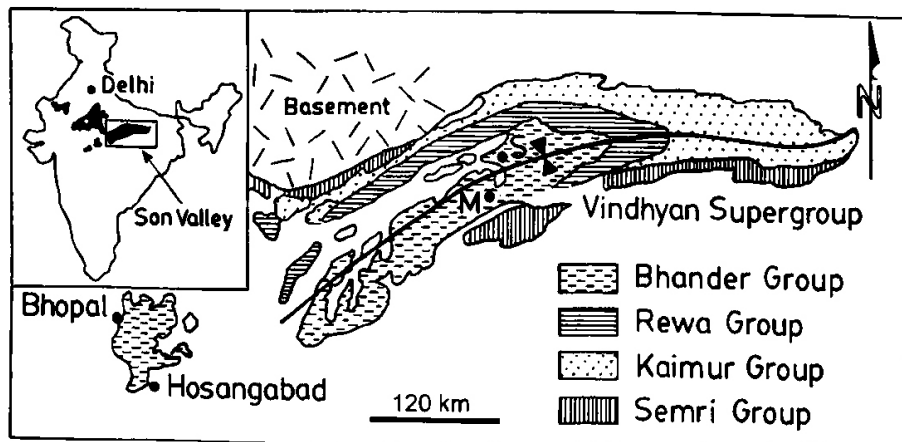 Delhi
Son Valley
Basement
N
S
M
Vindhyan Supergroup
Bhander Group
Rewa Group
Kaimur Group
Semri Group
Bhopal
Hosangabad
120 km